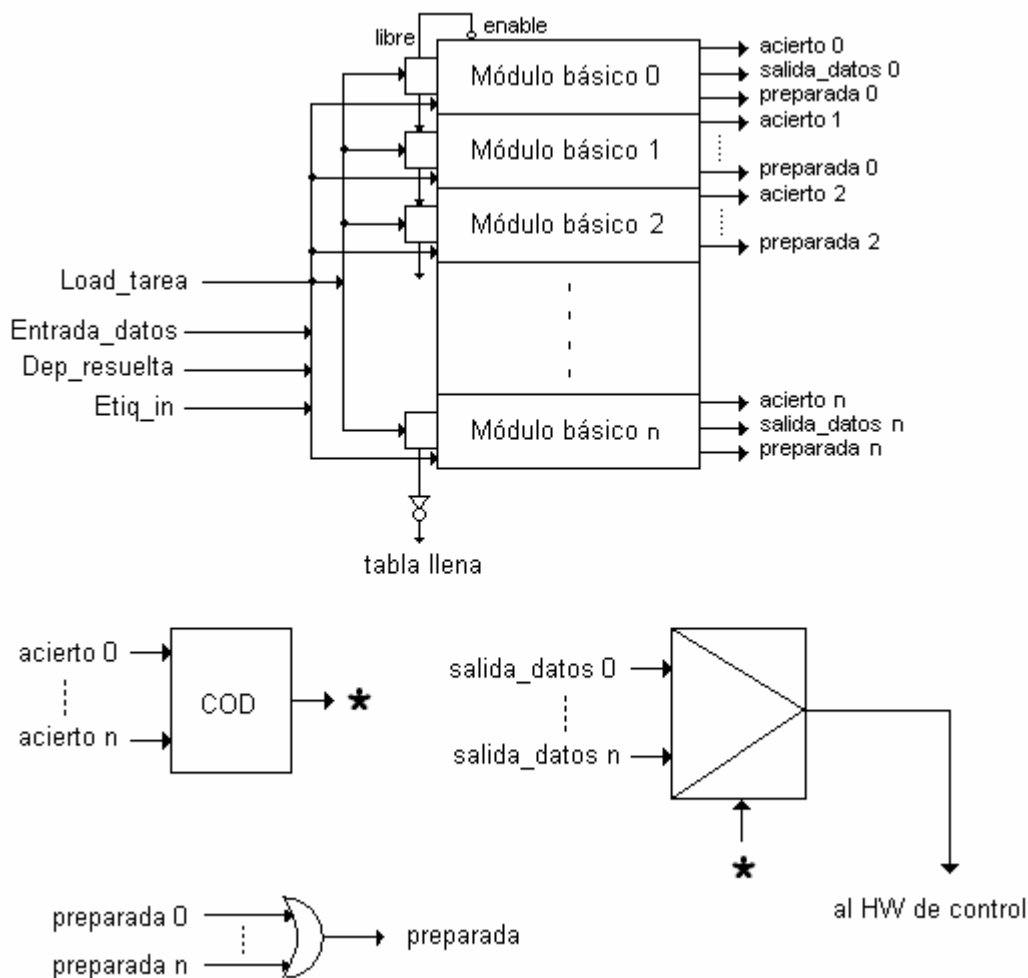 libre
enable
Módulo básico 0
acierto 0
salida_datos 0
preparada 0
Módulo básico 1
acierto 1
preparada 0
Módulo básico 2
acierto 2
preparada 2
Load_tarea
Entrada_datos
Dep_resuelta
Etiq_in
Módulo básico n
acierto n
salida_datos n
preparada n
tabla llena
acierto 0
acierto n
COD
*
salida_datos 0
salida_datos n
*
al HW de control
preparada 0
preparada n
preparada